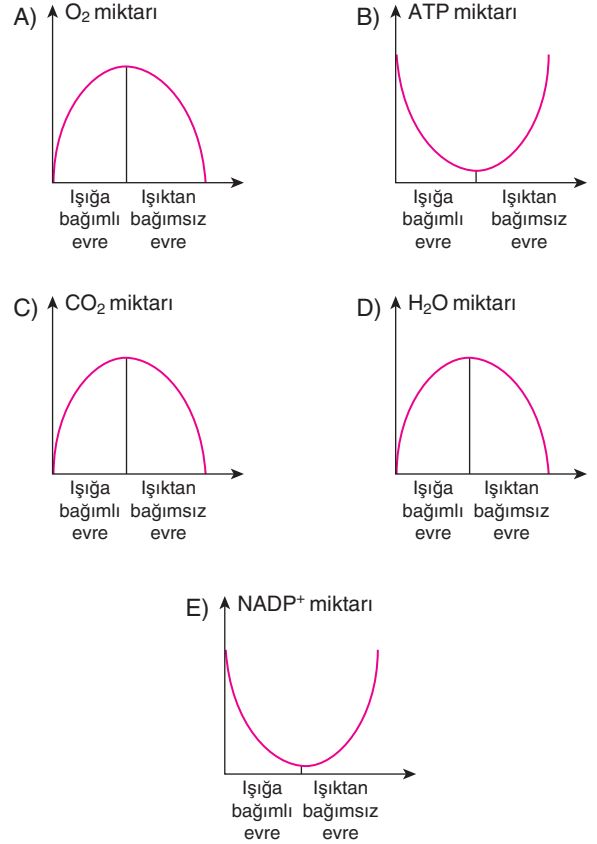 A) O₂ miktarı
Işığa bağımlı evre
Işıktan bağımsız evre
B) ATP miktarı
Işığa bağımlı evre
Işıktan bağımsız evre
C) CO₂ miktarı
Işığa bağımlı evre
Işıktan bağımsız evre
D) H₂O miktarı
Işığa bağımlı evre
Işıktan bağımsız evre
E) NADP⁺ miktarı
Işığa bağımlı evre
Işıktan bağımsız evre